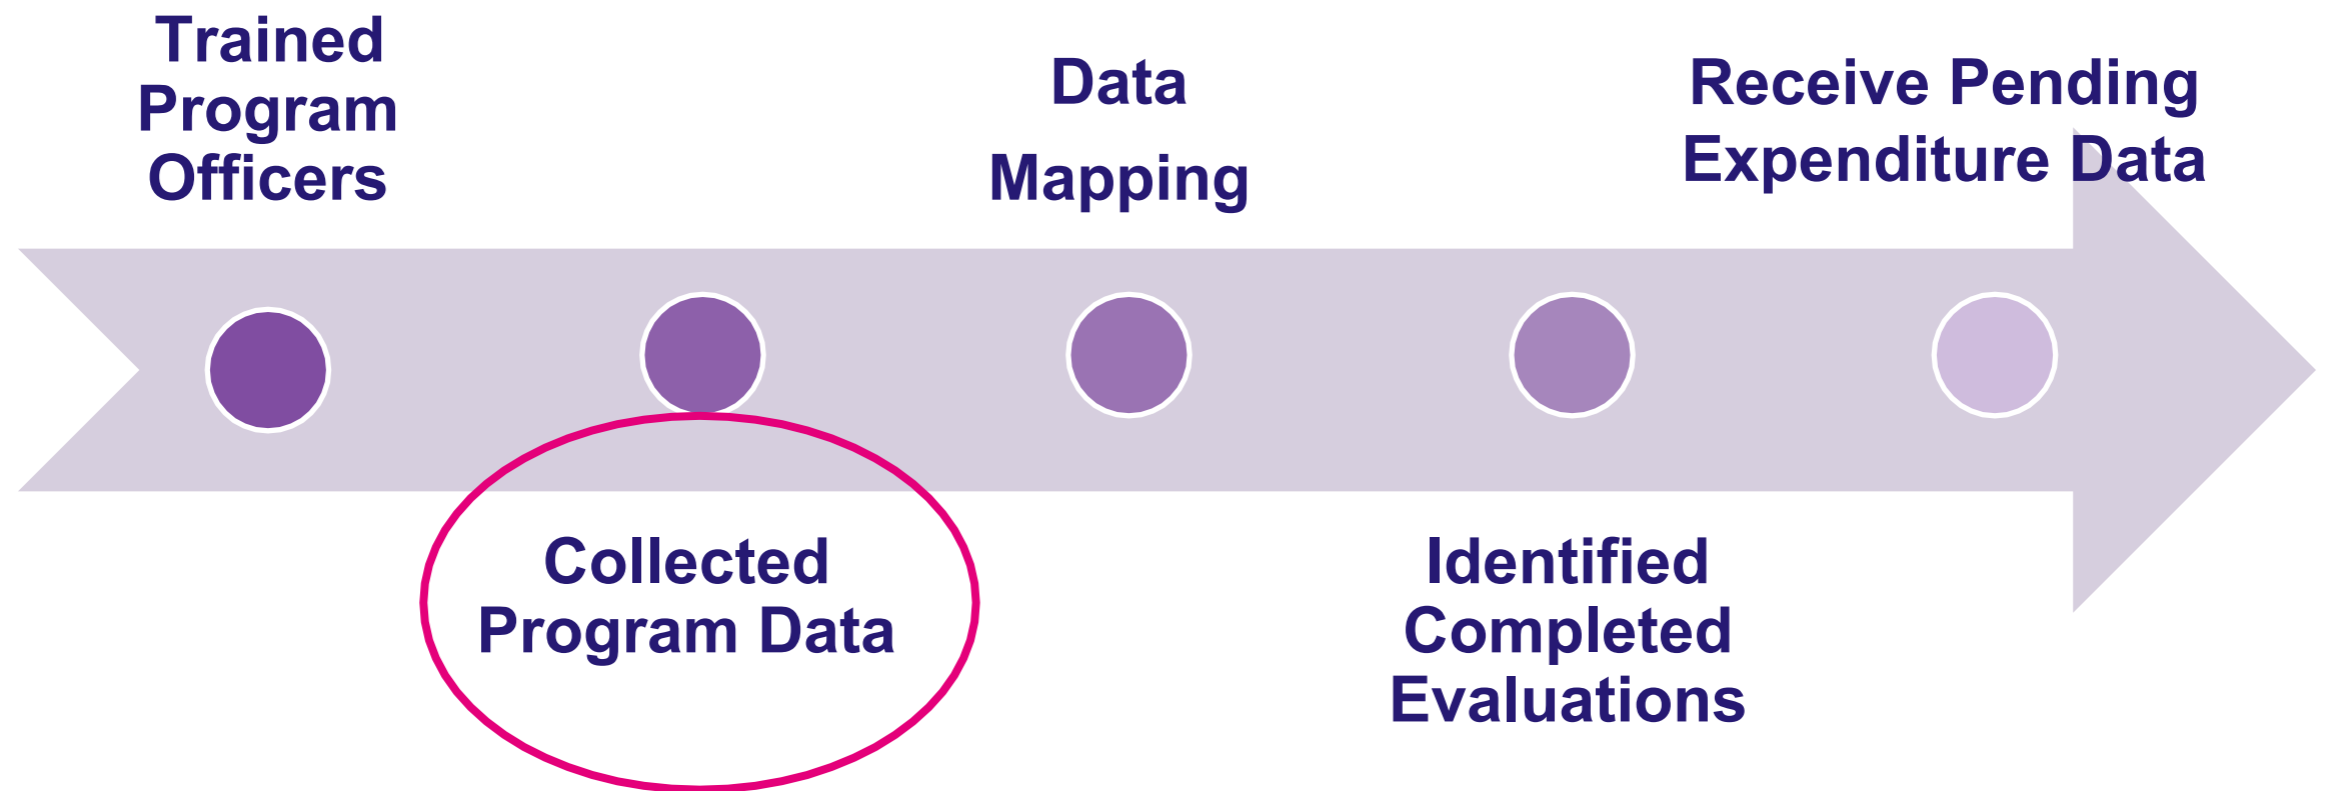 Trained
Program
Officers
Collected
Program Data
Data
Mapping
Identified
Completed
Evaluations
Receive Pending
Expenditure Data